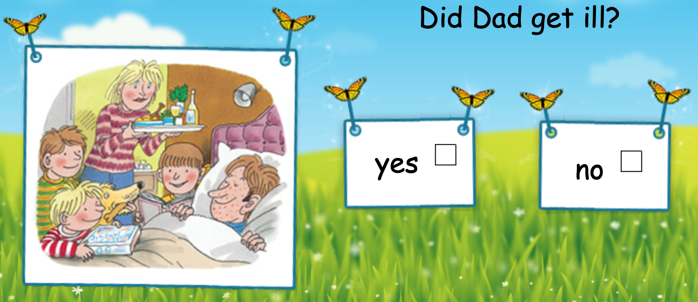 Did Dad get ill?
yes
no